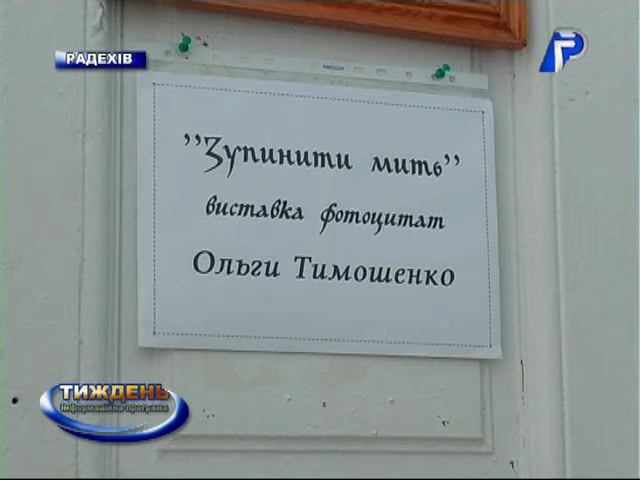 РАДЕХІВ
"Зупинити мить"
виставка фотоцитат
Ольги Тимошенко
ТИЖДЕНЬ
інформаційна програма